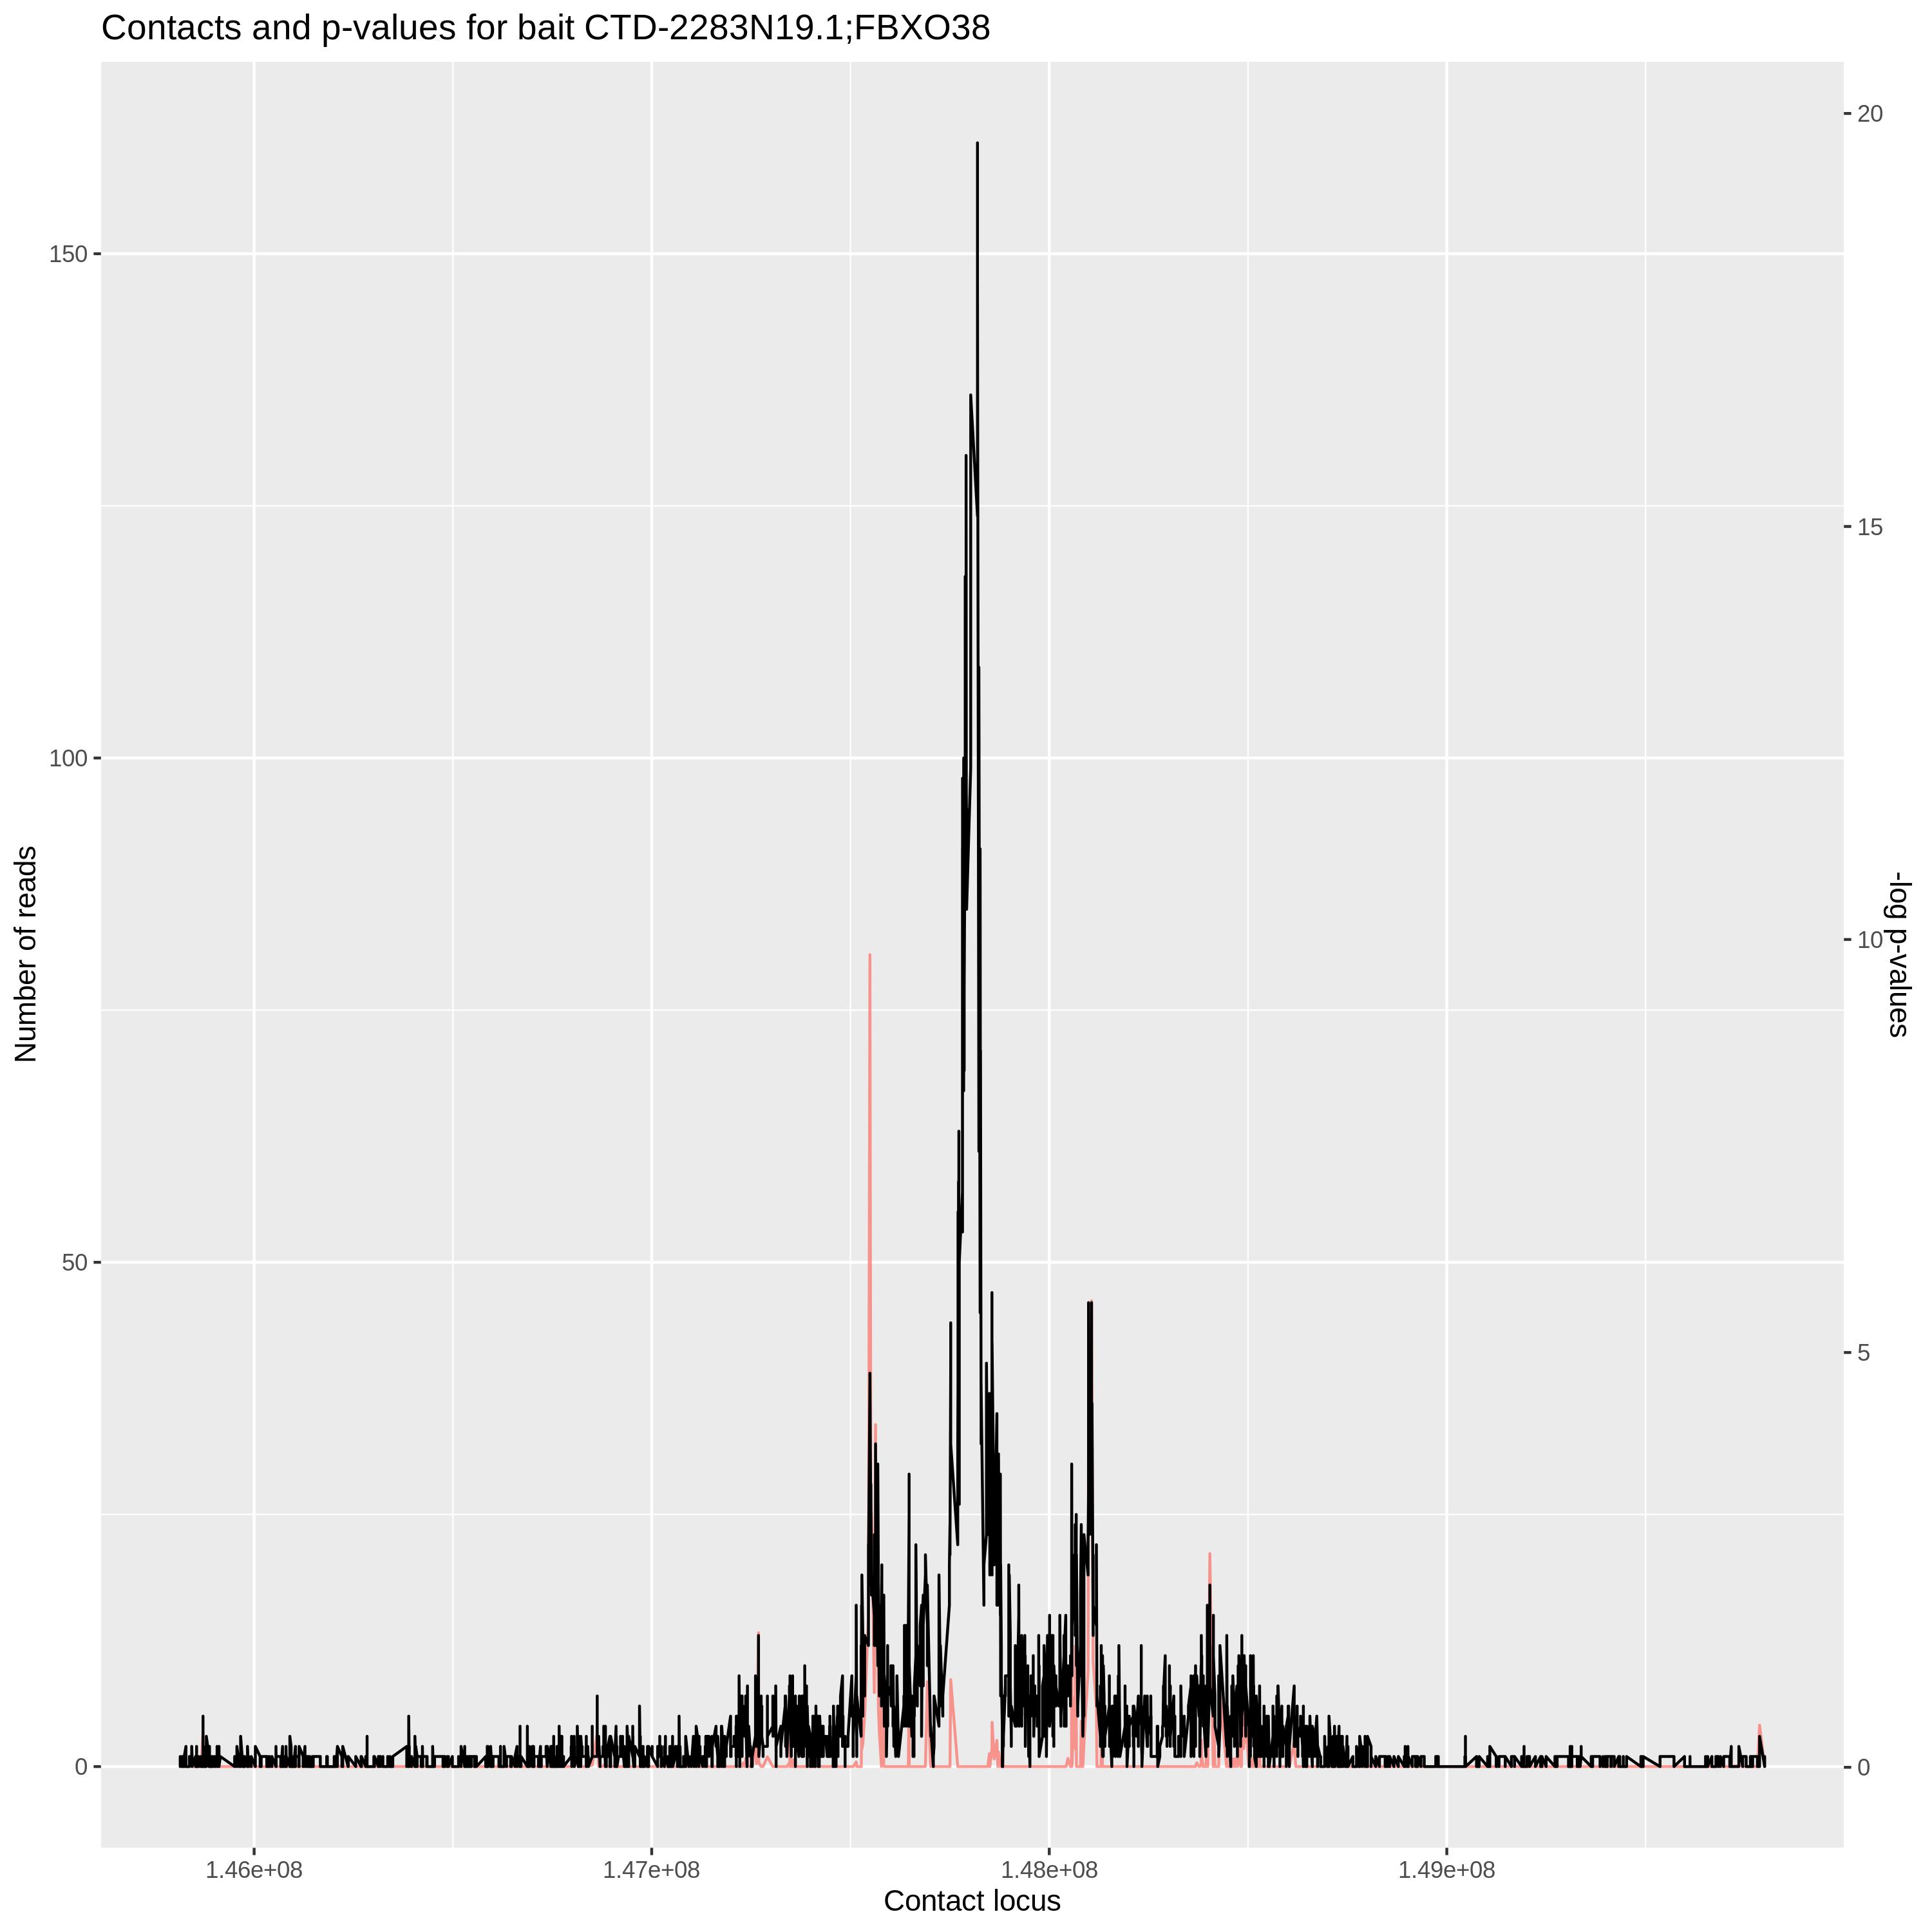 Contacts and p-values for bait CTD-2283N19.1;FBXO38
Number of reads
150
100
50
0
20
15
10
5
0
-log p-values
1.46e+08 1.47e+08 1.48e+08 1.49e+08
Contact locus